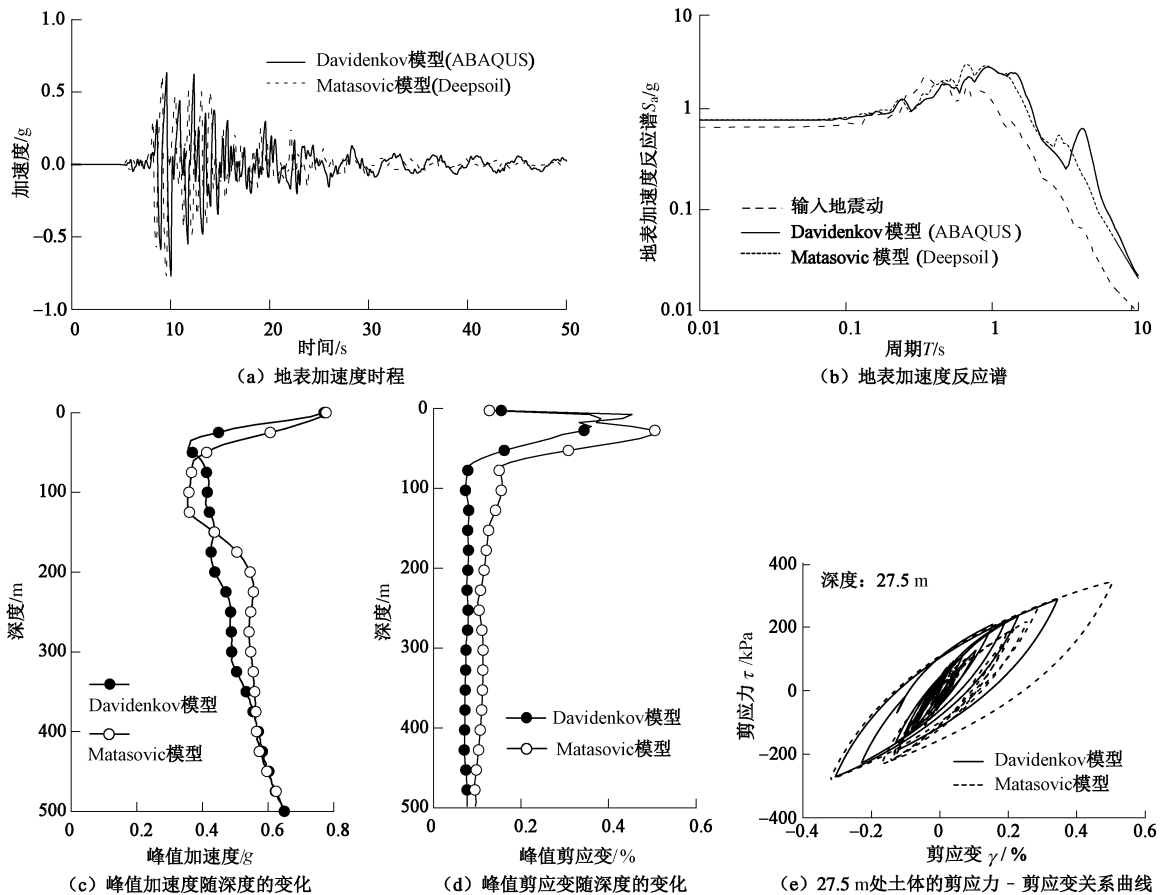 1.0
0.5
0.0
−0.5
−1.0
加速度/g
Davidenkov模型(ABAQUS)
Matasovic模型(Deepsoil)
0 10 20 30 40 50
时间/s
(a)地表加速度时程
10
1
0.1
0.01
地表加速度反应谱Sa/g
输入地震动
Davidenkov 模型 (ABAQUS)
Matasovic 模型 (Deepsoil)
0.01 0.1 1 10
周期T/s
(b)地表加速度反应谱
0
100
200
300
400
500
深度/m
Davidenkov模型
Matasovic模型
0 0.2 0.4 0.6 0.8
峰值加速度/g
(c)峰值加速度随深度的变化
0
100
200
300
400
500
深度/m
Davidenkov模型
Matasovic模型
0 0.2 0.4 0.6
峰值剪应变/%
(d)峰值剪应变随深度的变化
400
200
0
−200
−400
剪应力 τ /kPa
深度：27.5 m
Davidenkov模型
Matasovic模型
−0.4 −0.2 0 0.2 0.4 0.6
剪应变 γ / %
(e)27.5 m处土体的剪应力－剪应变关系曲线